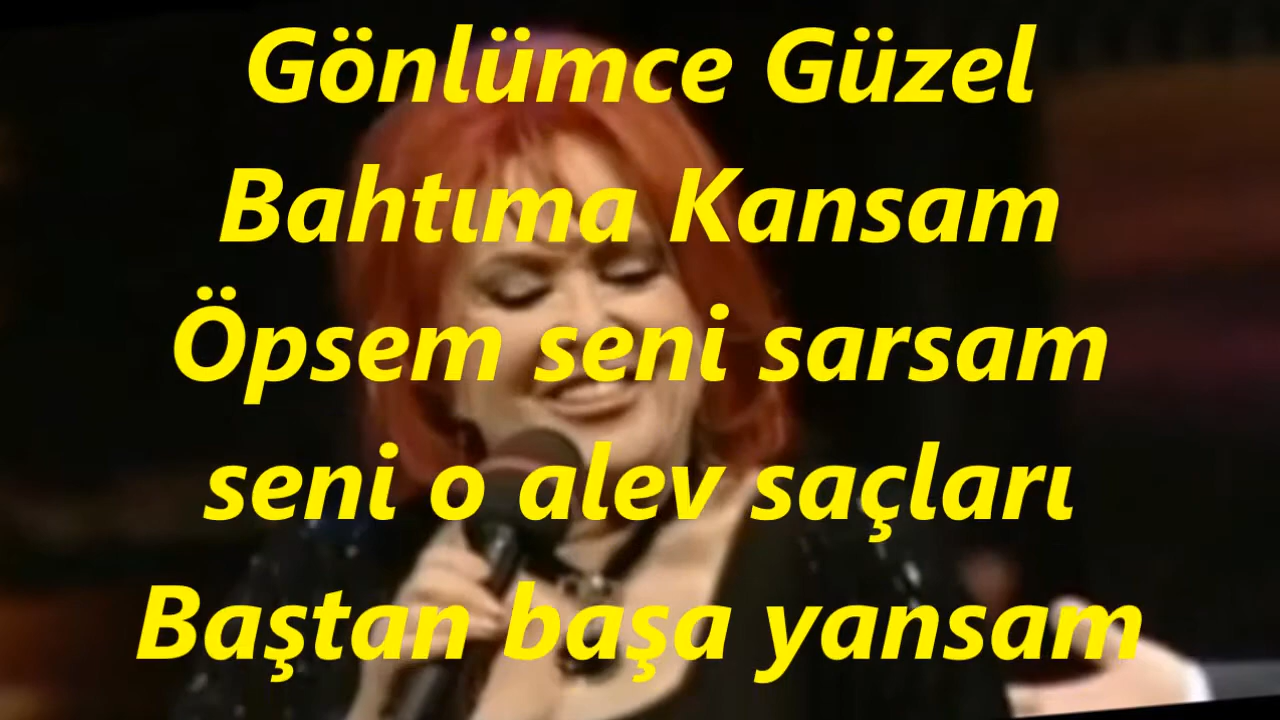 Gönlümce Güzel
Bahtıma Kansam
Öpsem seni sarsam
seni o alev saçları
Baştan başa yansam